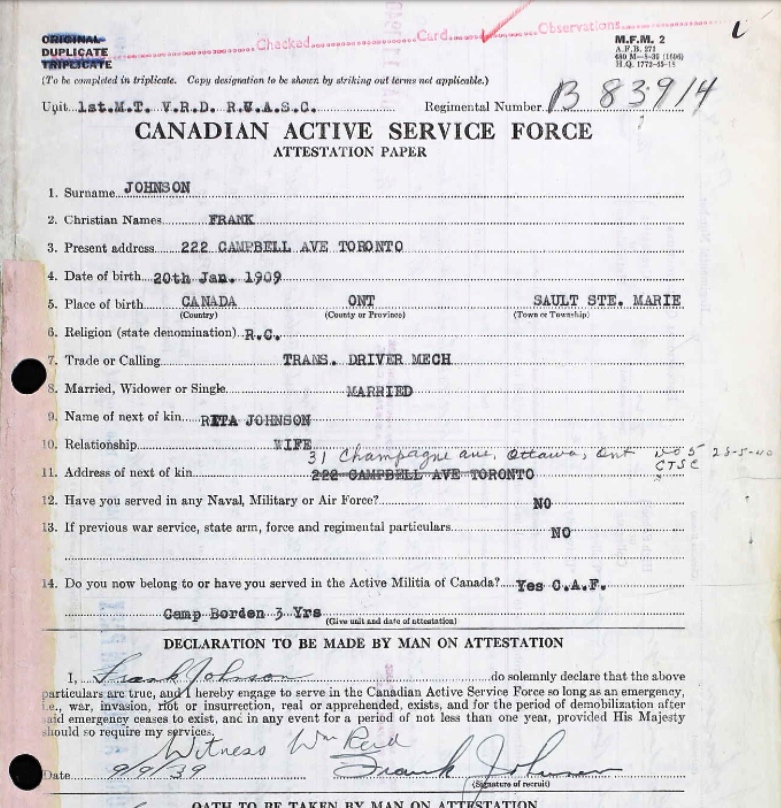 Checked Card Observations
ORIGINAL
DUPLICATE
TRIPLICATE
M.F.M. 2
A.F.B. 271
H.Q. 1772-35-15
(To be completed in triplicate. Copy designation to be shown by striking out terms not applicable.)
Unit 1st.M.T. V.R.D. R.C.A.S.C. Regimental Number B 83914
CANADIAN ACTIVE SERVICE FORCE
ATTESTATION PAPER
1. Surname JOHNSON
2. Christian Names FRANK
3. Present address 222 CAMPBELL AVE TORONTO
4. Date of birth 20th Jan. 1909
5. Place of birth CANADA ONT SAULT STE. MARIE
(Country) (County or Province) (Town or Township)
6. Religion (state denomination) R.C.
7. Trade or Calling TRANS. DRIVER MECH
8. Married, Widower or Single MARRIED
9. Name of next of kin RITA JOHNSON
10. Relationship WIFE
31 Champagne ave, Ottawa, Ont 23-5-40
CTSC
11. Address of next of kin 222 CAMPBELL AVE TORONTO
12. Have you served in any Naval, Military or Air Force? NO
13. If previous war service, state arm, force and regimental particulars NO
14. Do you now belong to or have you served in the Active Militia of Canada? Yes C.A.F.
Camp Borden 3 Yrs
(Give unit and date of attestation)
DECLARATION TO BE MADE BY MAN ON ATTESTATION
I, Frank Johnson do solemnly declare that the above
particulars are true, and I hereby engage to serve in the Canadian Active Service Force so long as an emergency,
i.e., war, invasion, riot or insurrection, real or apprehended, exists, and for the period of demobilization after
said emergency ceases to exist, and in any event for a period of not less than one year, provided His Majesty
should so require my services.
Witness Wm Reid
Date 9/9/39 Frank Johnson
(Signature of recruit)
OATH TO BE TAKEN BY MAN ON ATTESTATION